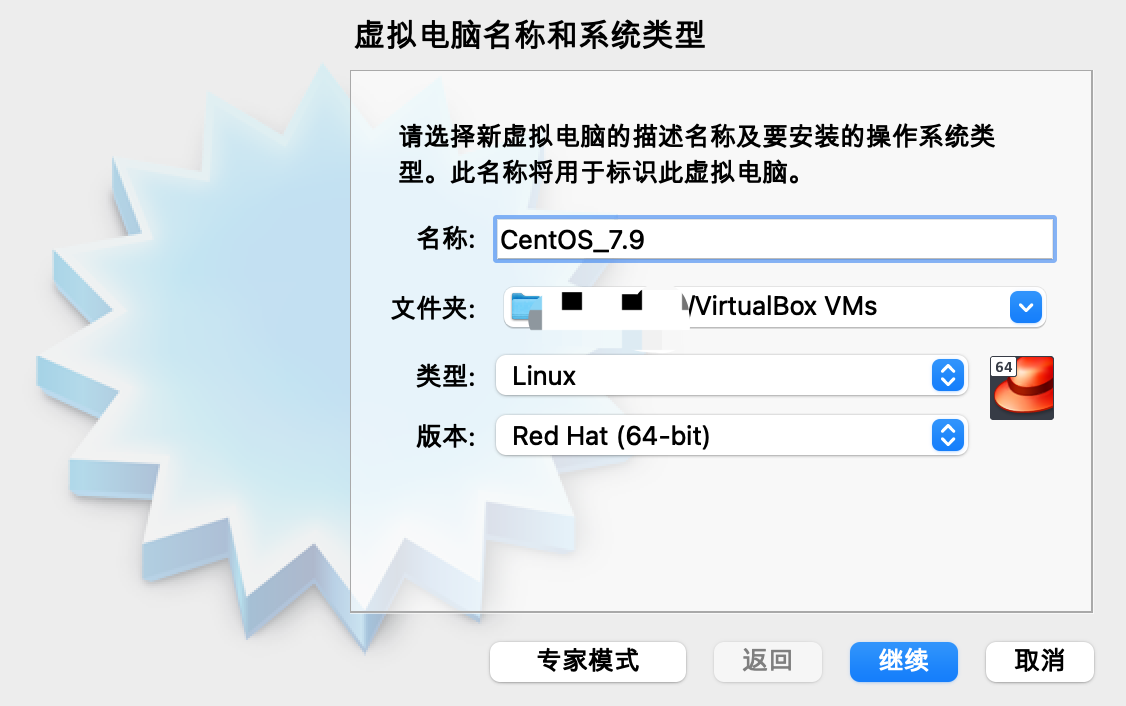 虚拟电脑名称和系统类型
请选择新虚拟电脑的描述名称及要安装的操作系统类
型。此名称将用于标识此虚拟电脑。
名称: CentOS_7.9
文件夹: /VirtualBox VMs
类型: Linux
64
版本: Red Hat (64-bit)
专家模式 返回 继续 取消